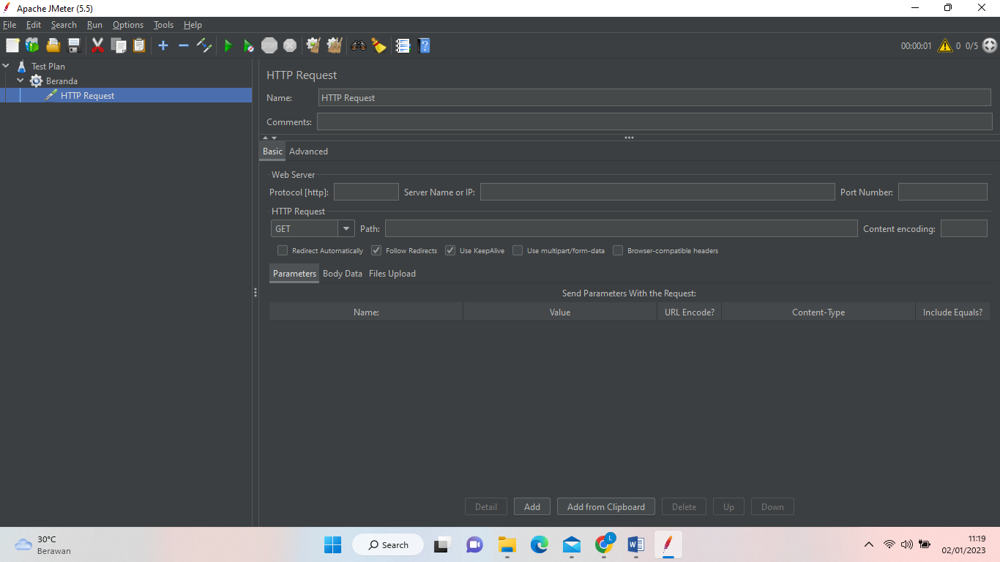 Apache JMeter (5.5)
File Edit Search Run Options Tools Help
STOP
00:00:01 0 0/5
Test Plan
Beranda
HTTP Request
HTTP Request
Name: HTTP Request
Comments:
Basic Advanced
Web Server
Protocol [http]: Server Name or IP: Port Number:
HTTP Request
GET Path: Content encoding:
Redirect Automatically Follow Redirects Use KeepAlive Use multipart/form-data Browser-compatible headers
Parameters Body Data Files Upload
Send Parameters With the Request:
Name: Value URL Encode? Content-Type Include Equals?
Detail Add Add from Clipboard Delete Up Down
30°C
Berawan
Search
L
11:19
02/01/2023